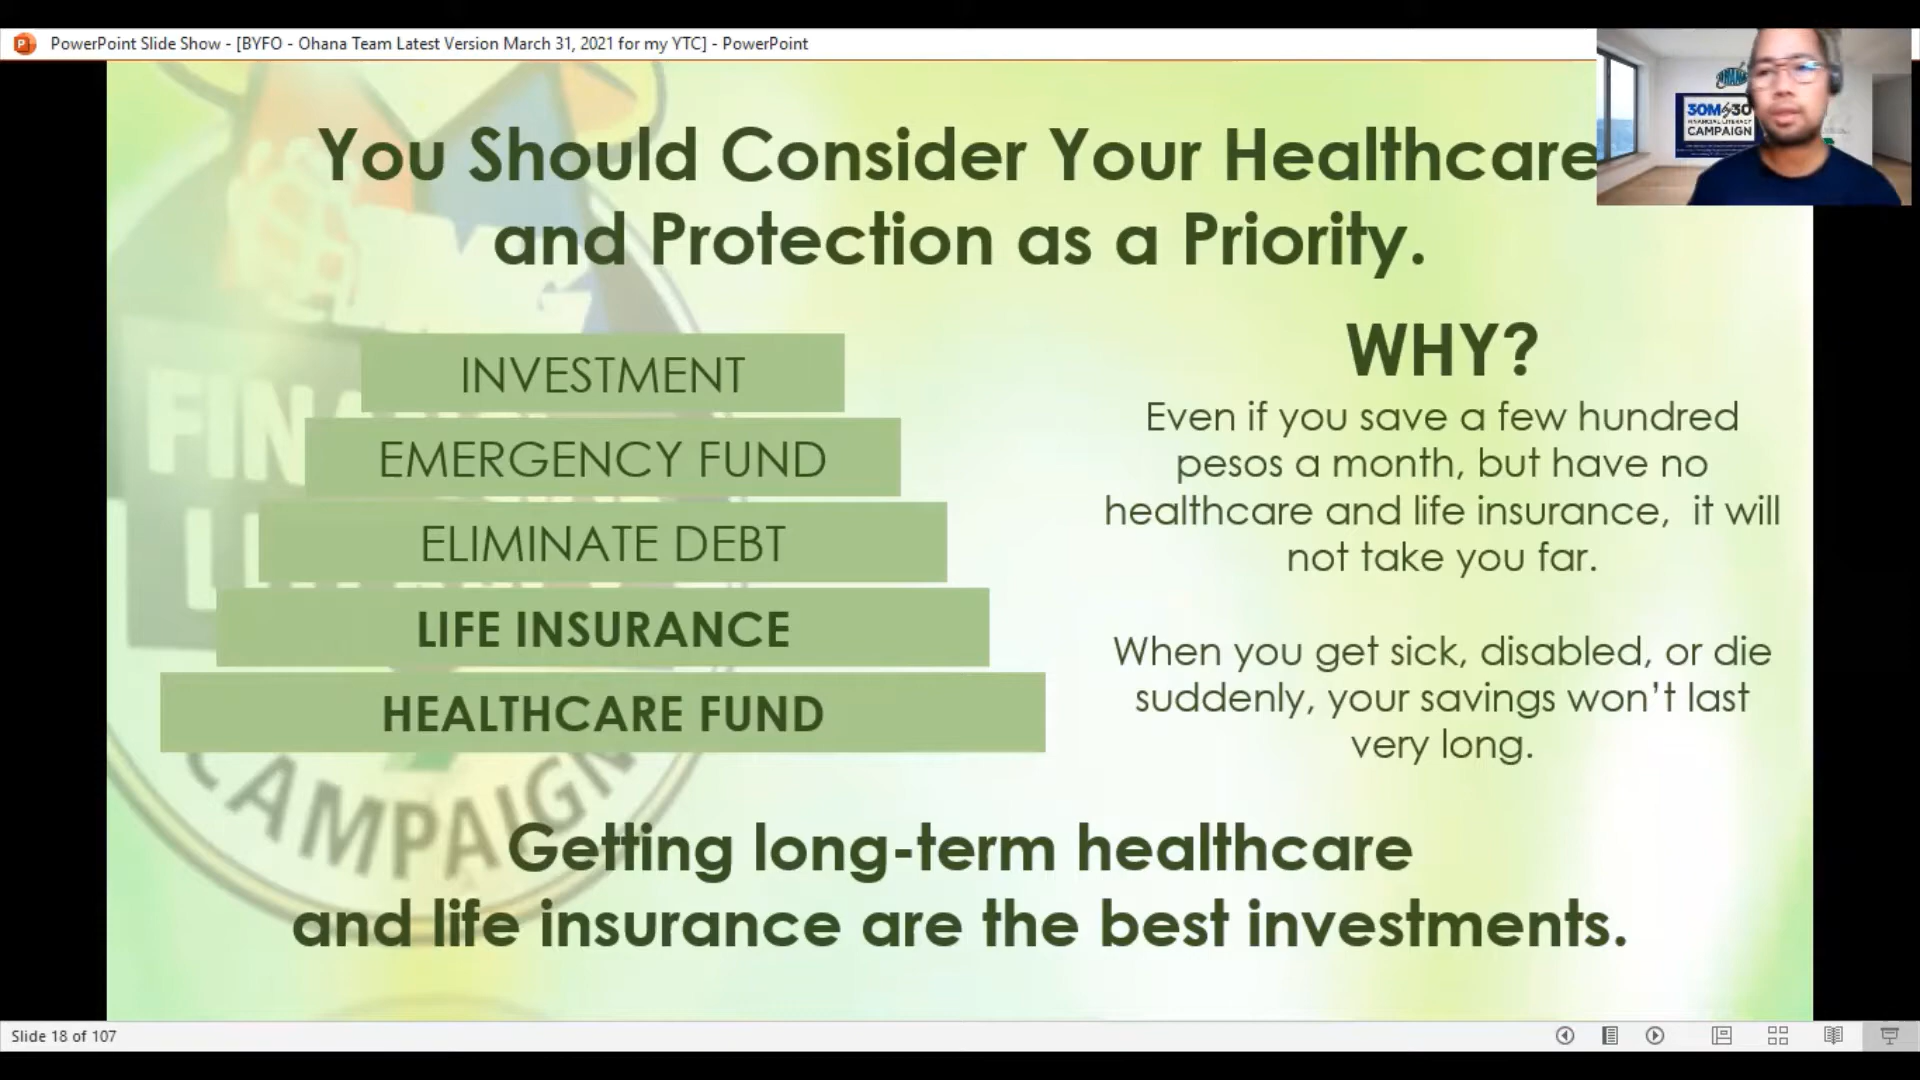 PowerPoint Slide Show - [BYFO - Ohana Team Latest Version March 31, 2021 for my YTC] - PowerPoint
30M by 30
FINANCIAL LITERACY
CAMPAIGN
You Should Consider Your Healthcare
and Protection as a Priority.
INVESTMENT
EMERGENCY FUND
ELIMINATE DEBT
LIFE INSURANCE
HEALTHCARE FUND
WHY?
Even if you save a few hundred
pesos a month, but have no
healthcare and life insurance, it will
not take you far.
When you get sick, disabled, or die
suddenly, your savings won't last
very long.
CAMPAIGN
Getting long-term healthcare
and life insurance are the best investments.
Slide 18 of 107